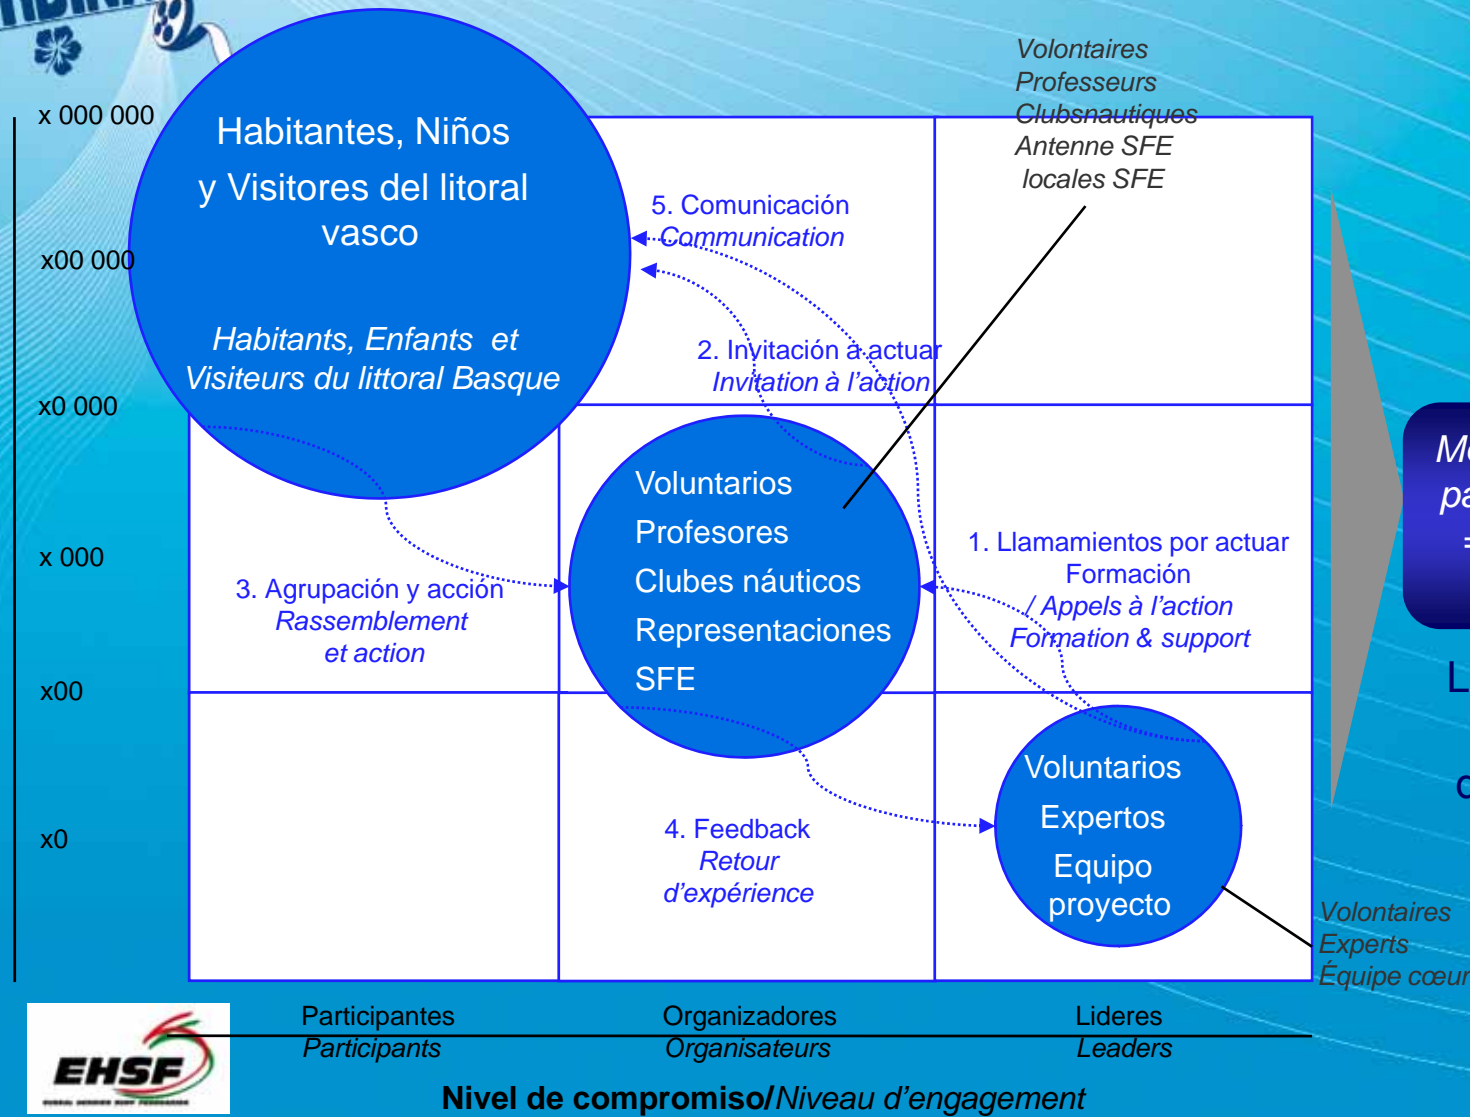 x 000 000
x00 000
x0 000
x 000
x00
x0
Habitantes, Niños
y Visitores del litoral
vasco
Habitants, Enfants et
Visiteurs du littoral Basque
Volontaires
Professeurs
Clubsnautiques
Antenne SFE
locales SFE
5. Comunicación
Communication
2. Invitación a actuar
Invitation à l’action
Voluntarios
Profesores
Clubes náuticos
Representaciones
SFE
1. Llamamientos por actuar
Formación
/ Appels à l’action
Formation & support
3. Agrupación y acción
Rassemblement
et action
4. Feedback
Retour
d’expérience
Voluntarios
Expertos
Equipo
proyecto
Volontaires
Experts
Équipe cœur
Participantes
Participants
Organizadores
Organisateurs
Lideres
Leaders
Nivel de compromiso/Niveau d’engagement
EHSF